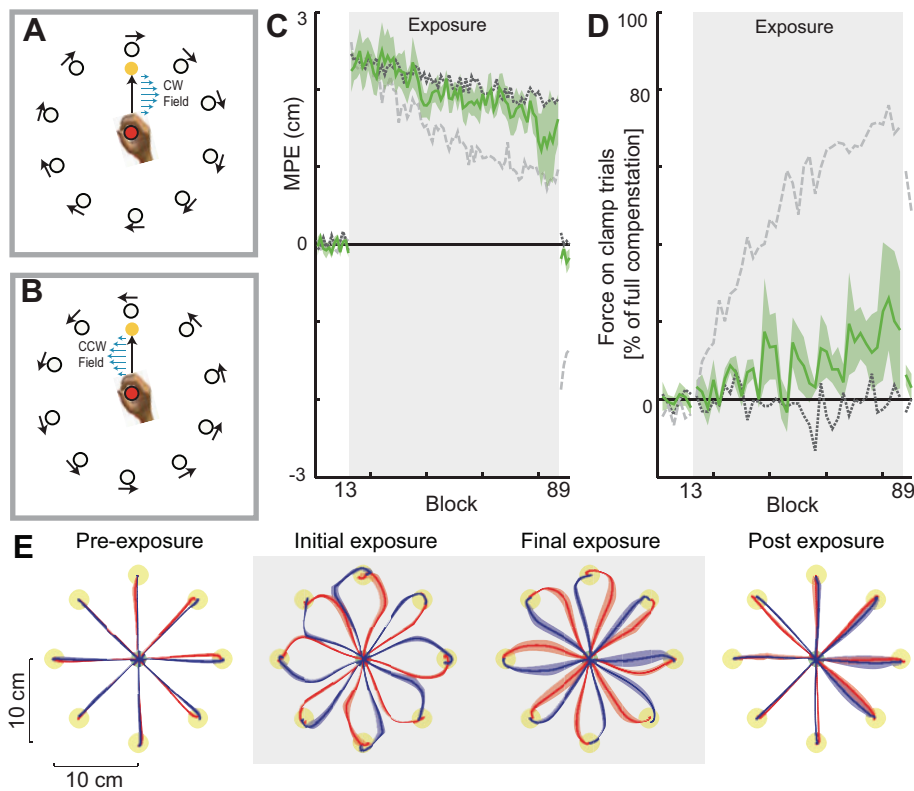 A
CW
Field
B
CCW
Field
C
3
Exposure
MPE (cm)
0
-3
13
89
Block
D
100
Exposure
80
Force on clamp trials
[% of full compenstation]
0
13
89
Block
E
Pre-exposure
Initial exposure
Final exposure
Post exposure
10 cm
10 cm